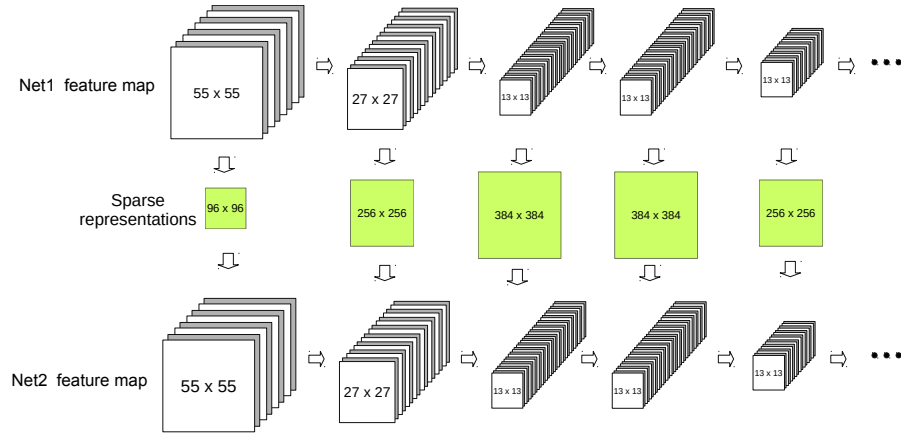 Net1 feature map
55 x 55
27 x 27
13 x 13
13 x 13
13 x 13
Sparse
representations
96 x 96
256 x 256
384 x 384
384 x 384
256 x 256
Net2 feature map
55 x 55
27 x 27
13 x 13
13 x 13
13 x 13